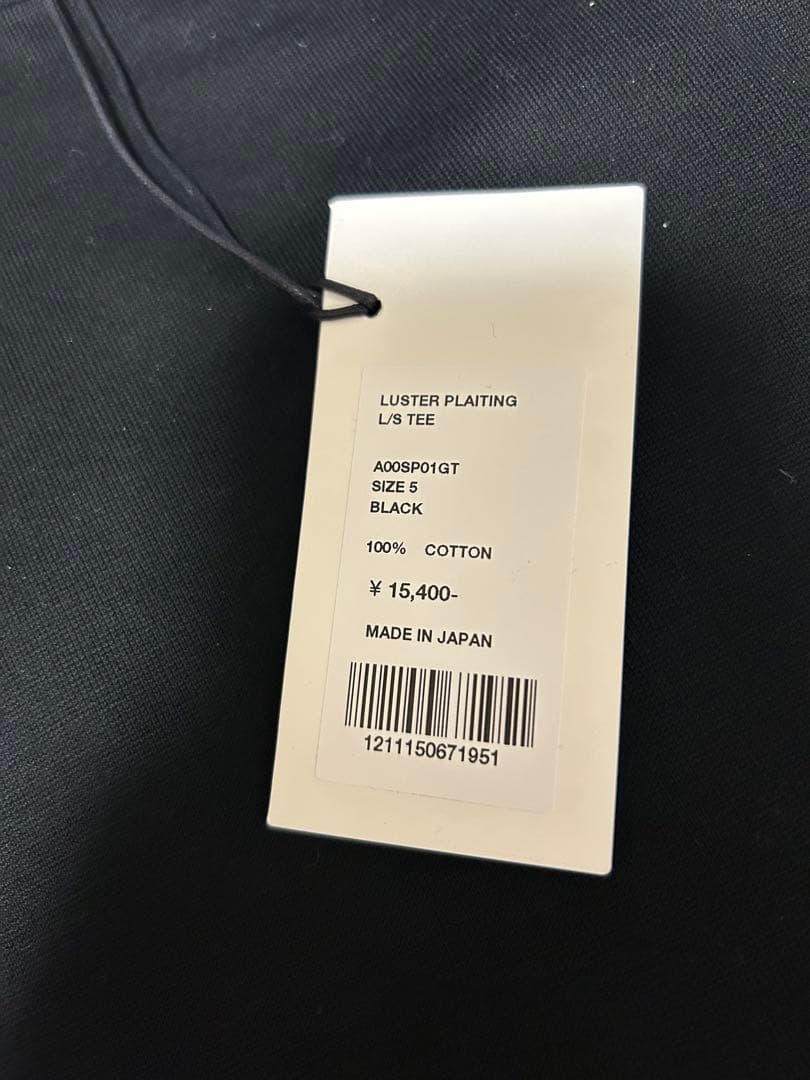 LUSTER PLAITING
L/S TEE
A00SP01GT
SIZE 5
BLACK
100% COTTON
¥ 15,400-
MADE IN JAPAN
1211150671951